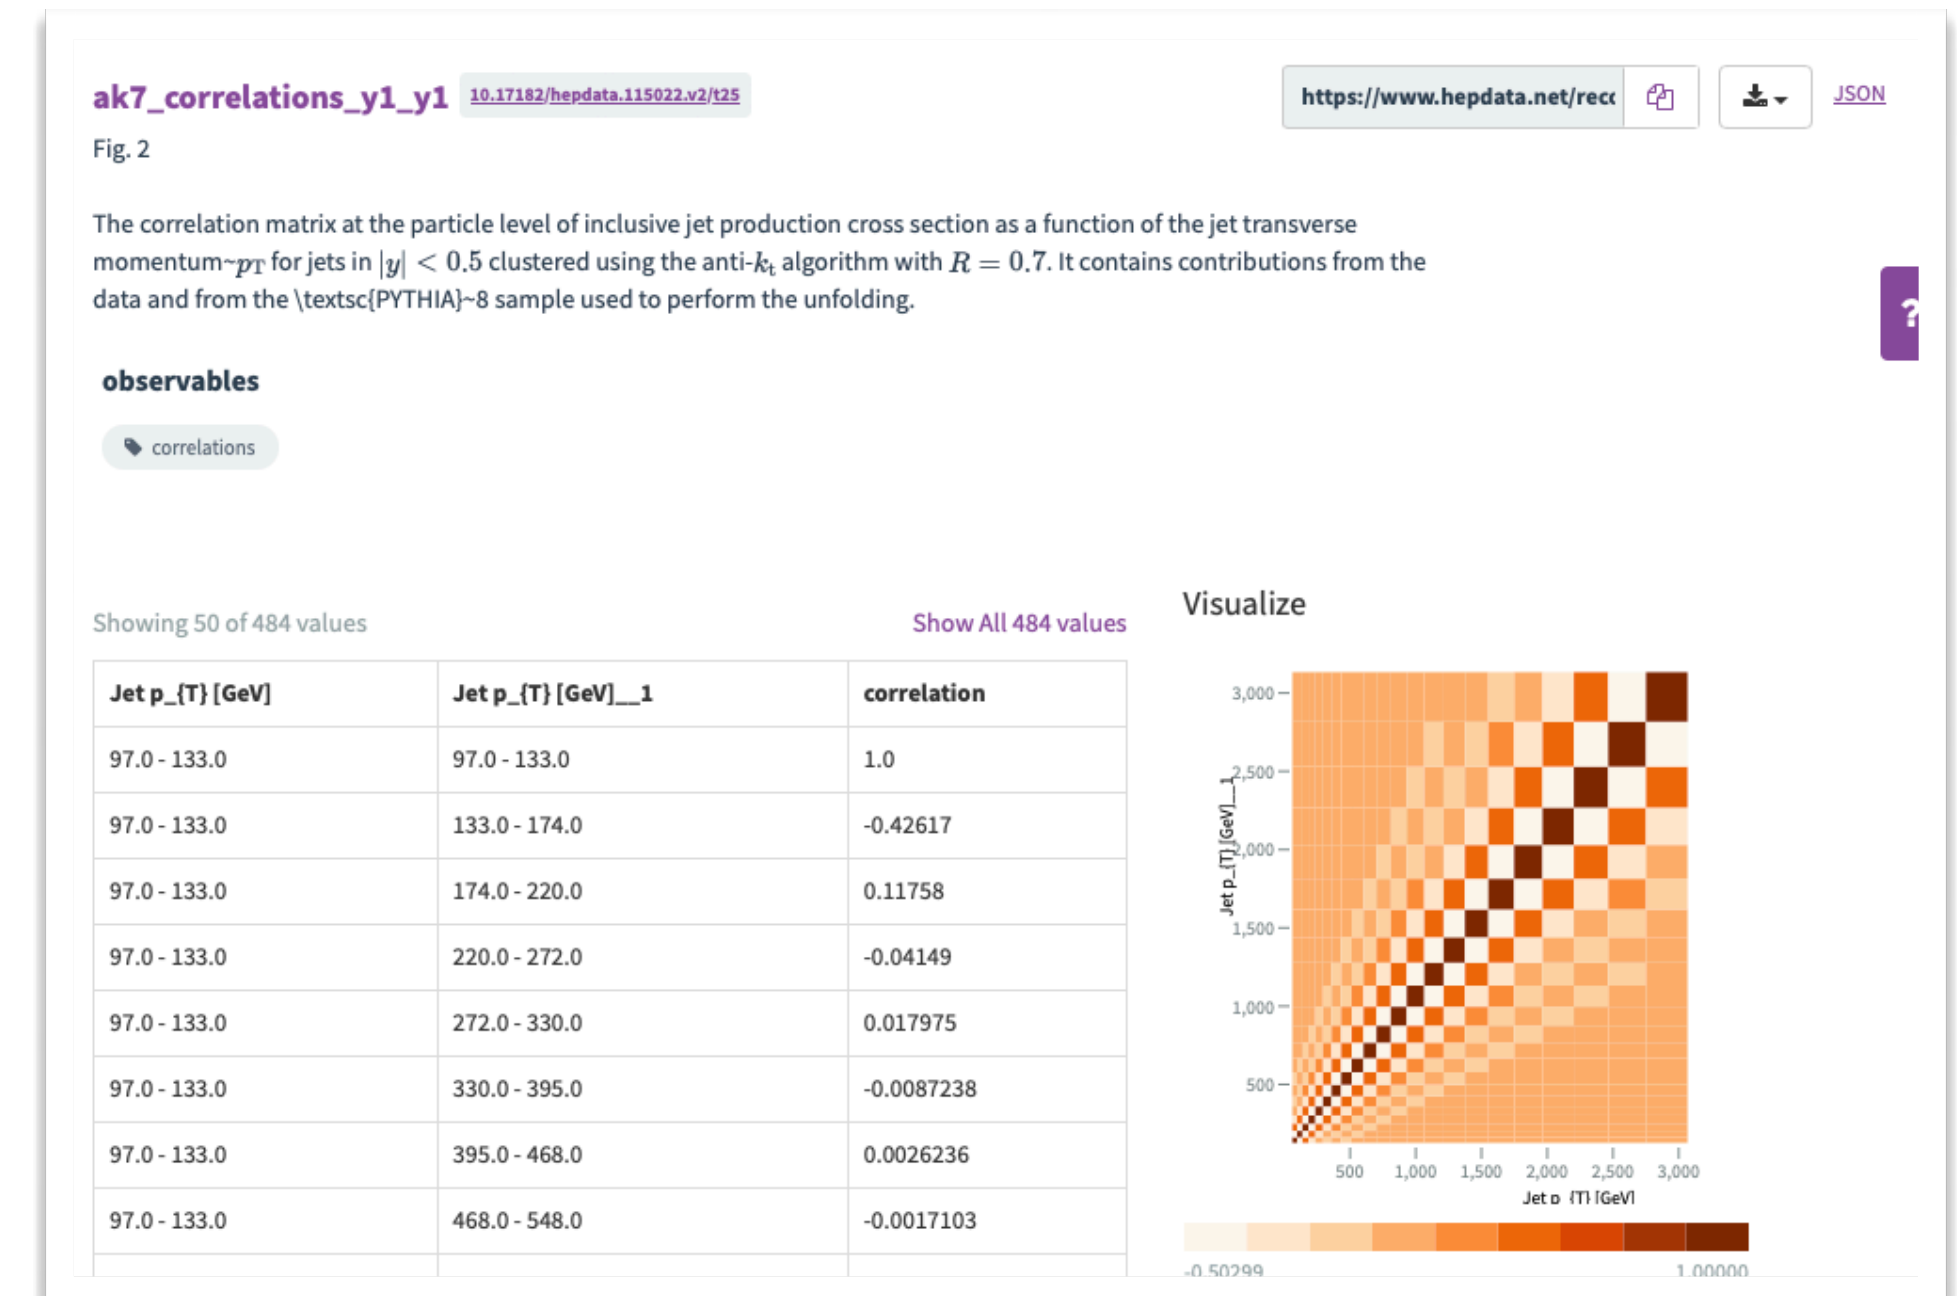 ak7_correlations_y1_y1 10.17182/hepdata.115022.v2/t25
https://www.hepdata.net/reco JSON
Fig. 2
The correlation matrix at the particle level of inclusive jet production cross section as a function of the jet transverse
momentum~pT for jets in |y| < 0.5 clustered using the anti-kt algorithm with R = 0.7. It contains contributions from the
data and from the \textsc{PYTHIA}~8 sample used to perform the unfolding.
?
observables
correlations
Showing 50 of 484 values Show All 484 values
Jet p_{T} [GeV] Jet p_{T} [GeV]__1 correlation
97.0 - 133.0 97.0 - 133.0 1.0
97.0 - 133.0 133.0 - 174.0 -0.42617
97.0 - 133.0 174.0 - 220.0 0.11758
97.0 - 133.0 220.0 - 272.0 -0.04149
97.0 - 133.0 272.0 - 330.0 0.017975
97.0 - 133.0 330.0 - 395.0 -0.0087238
97.0 - 133.0 395.0 - 468.0 0.0026236
97.0 - 133.0 468.0 - 548.0 -0.0017103
Visualize
3,000
2,500
2,000
1,500
1,000
500
Jet p_{T} [GeV]__1
500 1,000 1,500 2,000 2,500 3,000
Jet p_{T} [GeV]
-0.50299 1.00000